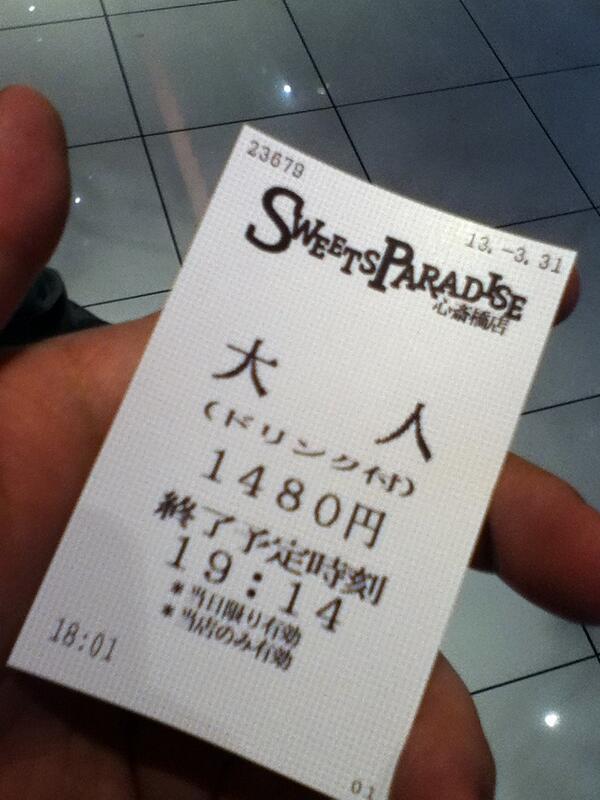 23679
13.-3.31
SWEETSPARADISE
心斎橋店
大 人
(ドリンク付)
1480円
終了予定時刻
19:14
*当日限り有効
*当店のみ有効
18:01
01